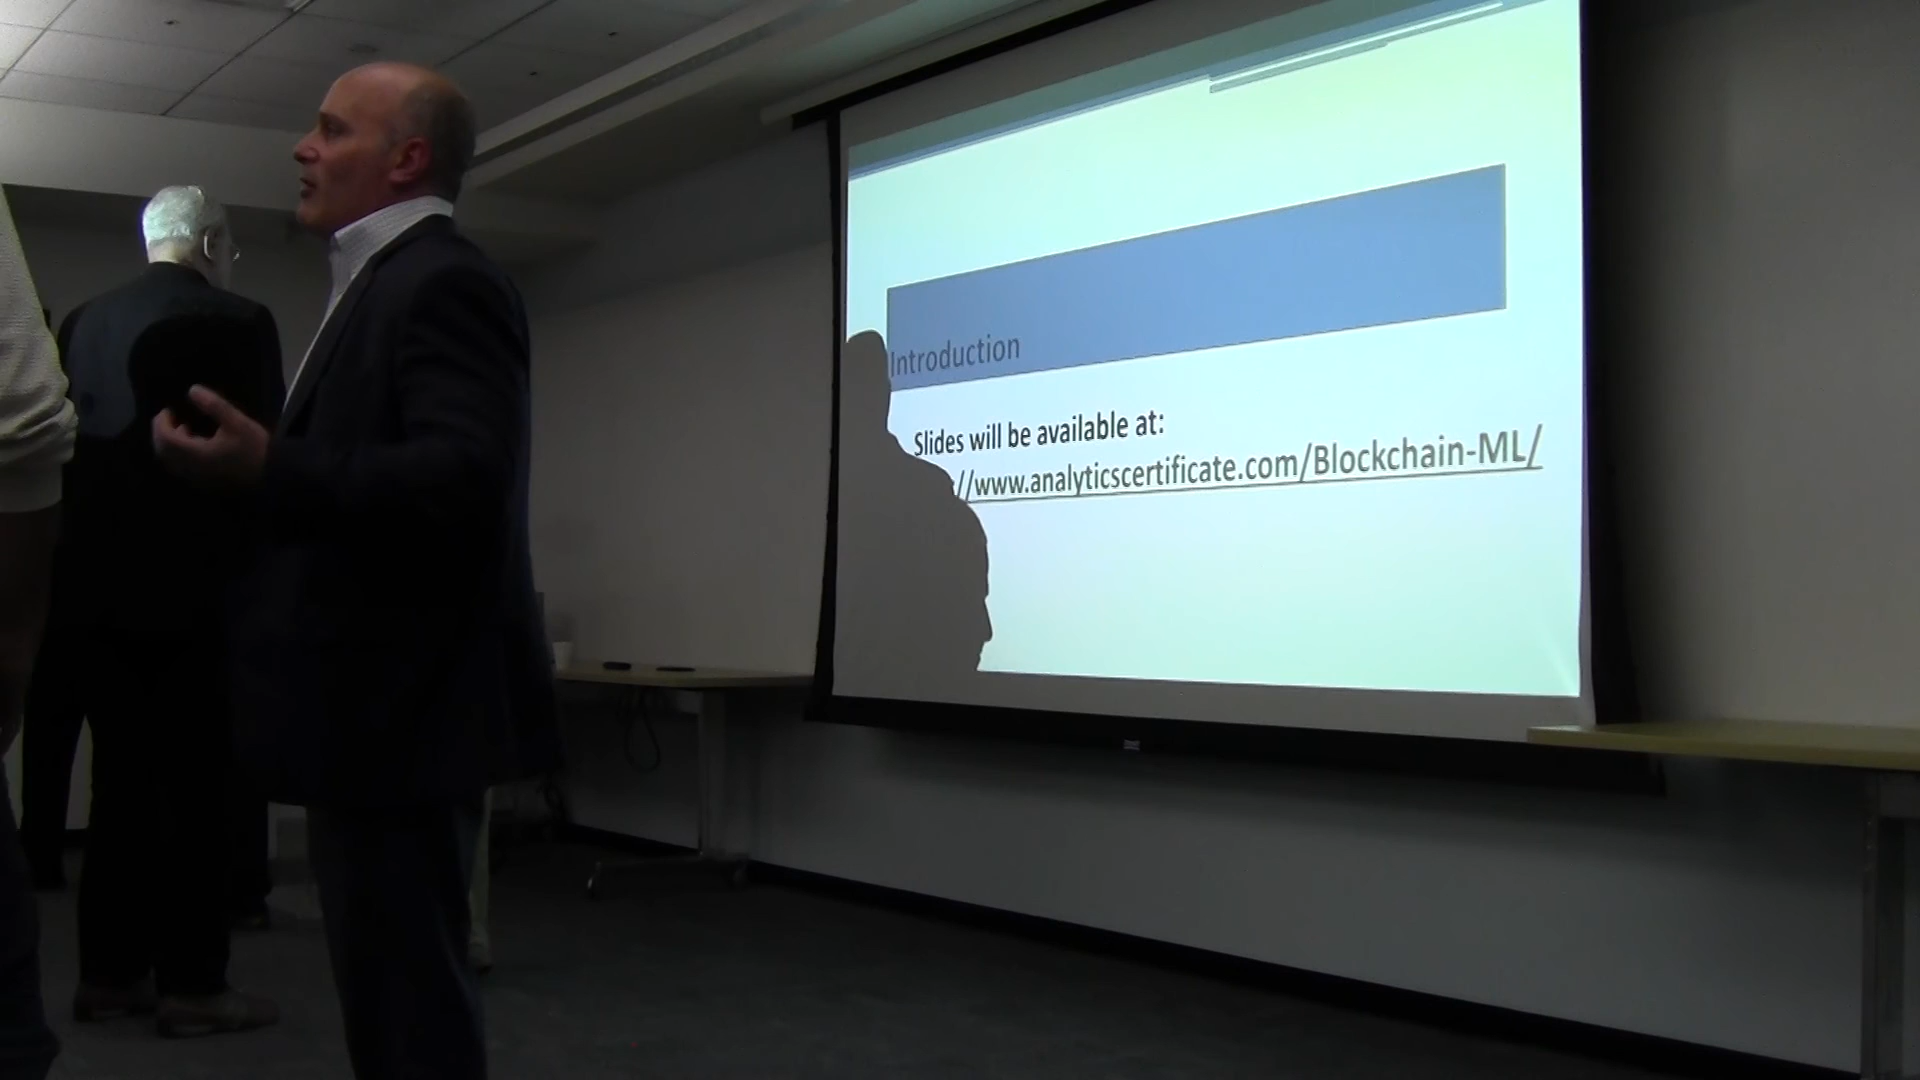 Introduction
Slides will be available at:
://www.analyticscertificate.com/Blockchain-ML/